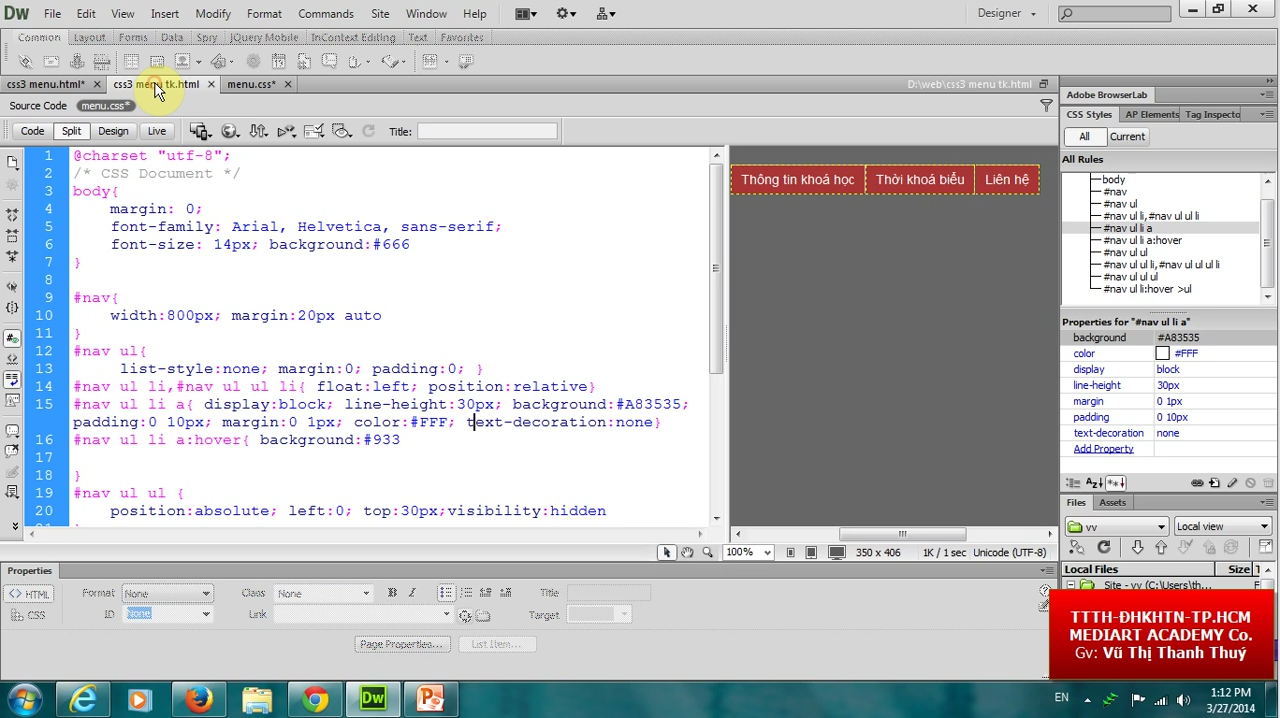 Dw File Edit View Insert Modify Format Commands Site Window Help Designer
Common Layout Forms Data Spry jQuery Mobile InContext Editing Text Favorites
css3 menu.html* css3 menu tk.html menu.css* D:\web\css3 menu tk.html
Source Code menu.css*
Code Split Design Live Title:
1 @charset "utf-8";
2 /* CSS Document */
3 body{
4 margin: 0;
5 font-family: Arial, Helvetica, sans-serif;
6 font-size: 14px; background:#666
7 }
8
9 #nav{
10 width:800px; margin:20px auto
11 }
12 #nav ul{
13 list-style:none; margin:0; padding:0; }
14 #nav ul li,#nav ul ul li{ float:left; position:relative}
15 #nav ul li a{ display:block; line-height:30px; background:#A83535;
padding:0 10px; margin:0 1px; color:#FFF; text-decoration:none}
16 #nav ul li a:hover{ background:#933
17
18 }
19 #nav ul ul {
20 position:absolute; left:0; top:30px;visibility:hidden
Thông tin khoá học Thời khoá biểu Liên hệ
100% 350 x 406 1K / 1 sec Unicode (UTF-8)
Adobe BrowserLab
CSS Styles AP Elements Tag Inspecto
All Current
All Rules
body
#nav
#nav ul
#nav ul li,#nav ul ul li
#nav ul li a
#nav ul li a:hover
#nav ul ul
#nav ul ul li,#nav ul ul ul li
#nav ul ul ul
#nav ul li:hover >ul
Properties for "#nav ul li a"
background #A83535
color #FFF
display block
line-height 30px
margin 0 1px
padding 0 10px
text-decoration none
Add Property
Files Assets
vv Local view
Local Files Size
Site - vv (C:\Users\th...
Properties
HTML Format None Class None B I Title
CSS ID None Link Target
Page Properties... List Item...
TTTH-ĐHKHTN-TP.HCM
MEDIART ACADEMY Co.
Gv: Vũ Thị Thanh Thuý
EN 1:12 PM
3/27/2014